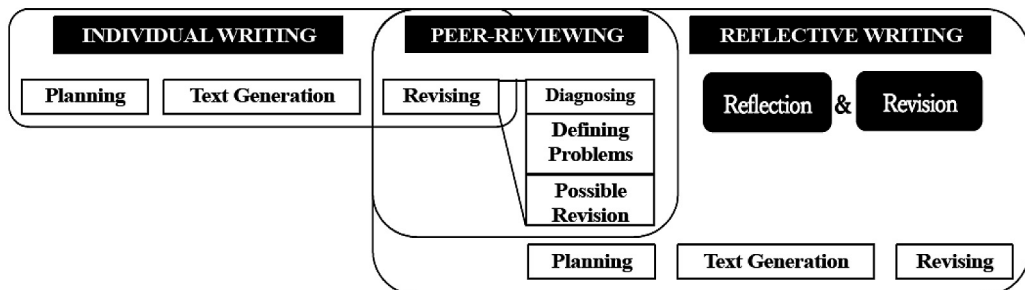 INDIVIDUAL WRITING
PEER-REVIEWING
REFLECTIVE WRITING
Planning
Text Generation
Revising
Diagnosing
Defining
Problems
Possible
Revision
Reflection & Revision
Planning
Text Generation
Revising